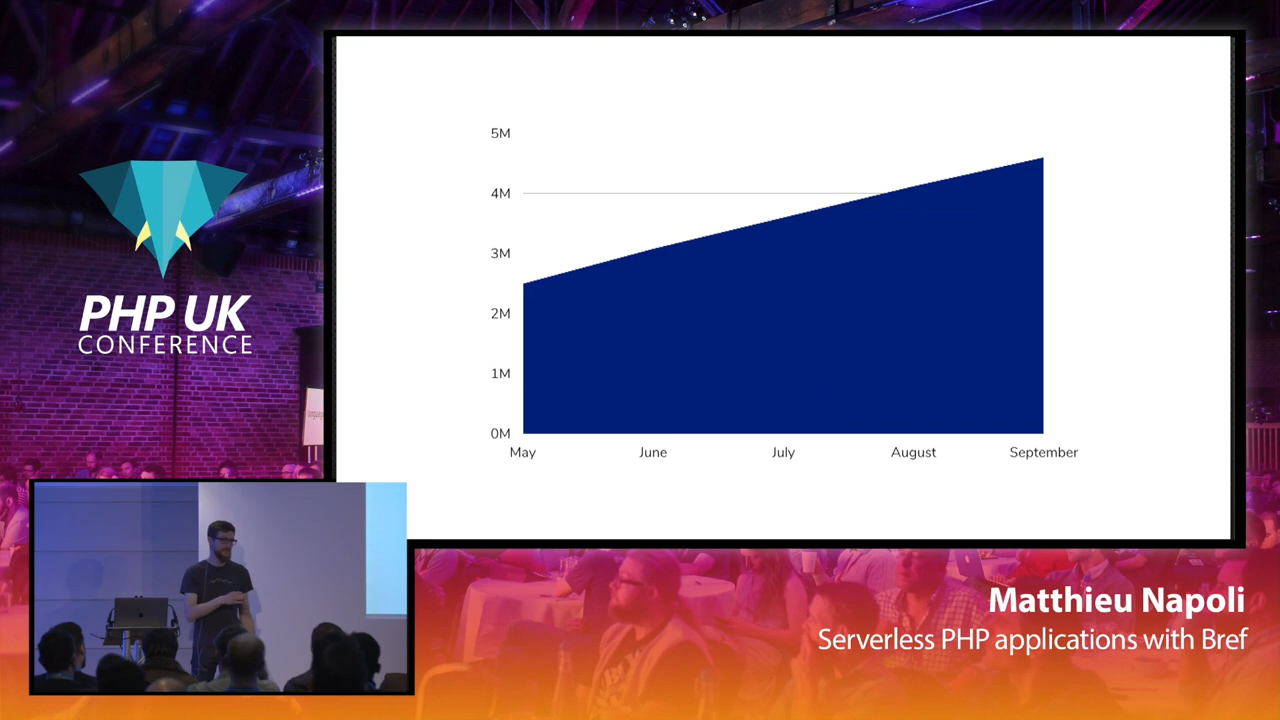 PHP UK
CONFERENCE
5M
4M
3M
2M
1M
0M
May June July August September
Matthieu Napoli
Serverless PHP applications with Bref